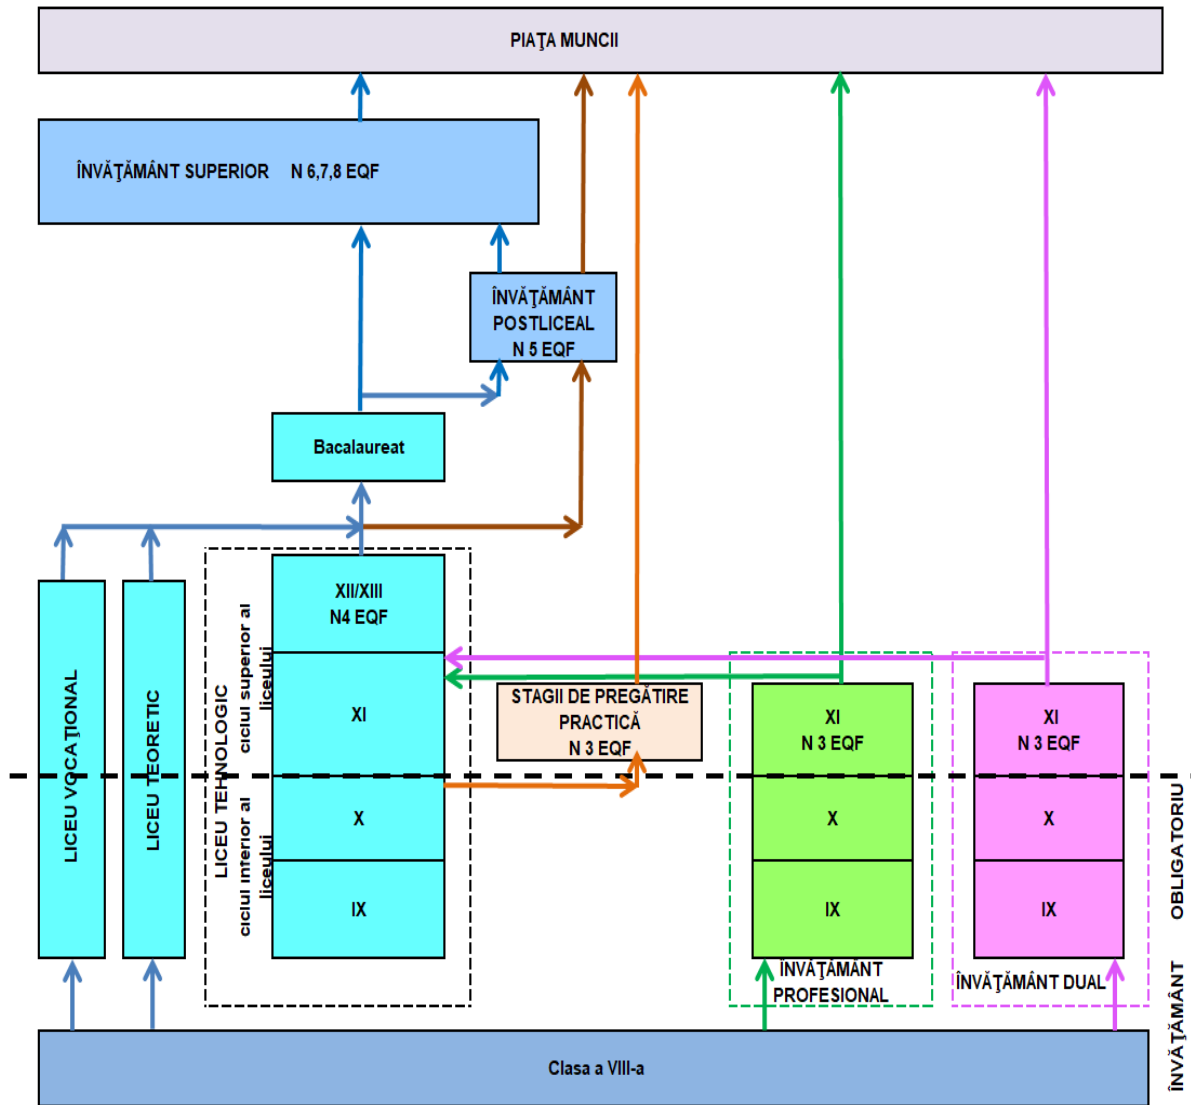 PIAŢA MUNCII
ÎNVĂŢĂMÂNT SUPERIOR N 6,7,8 EQF
ÎNVĂŢĂMÂNT
POSTLICEAL
N 5 EQF
Bacalaureat
LICEU VOCAŢIONAL
LICEU TEORETIC
LICEU TEHNOLOGIC
ciclul superior al
liceului
ciclul inferior al
liceului
XII/XIII
N4 EQF
XI
X
IX
STAGII DE PREGĂTIRE
PRACTICĂ
N 3 EQF
XI
N 3 EQF
X
IX
ÎNVĂŢĂMÂNT
PROFESIONAL
XI
N 3 EQF
X
IX
ÎNVĂŢĂMÂNT DUAL
ÎNVĂŢĂMÂNT OBLIGATORIU
Clasa a VIII-a